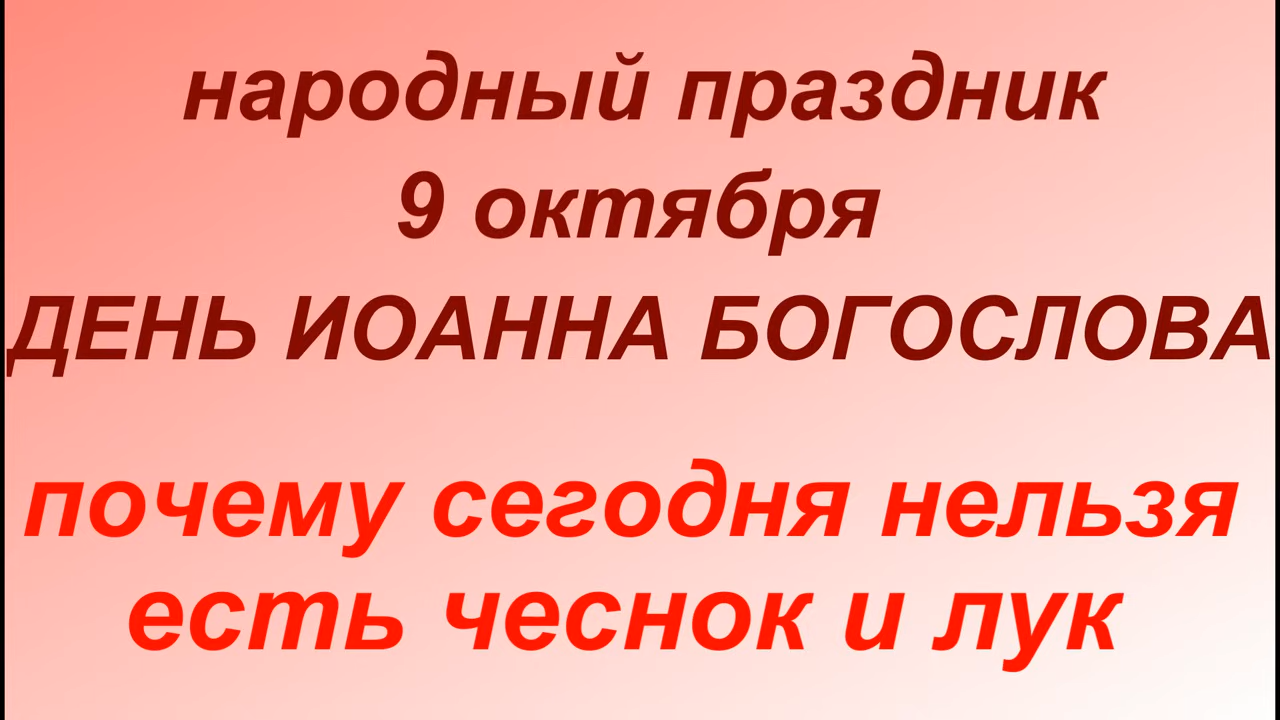 народный праздник
9 октября
ДЕНЬ ИОАННА БОГОСЛОВА
почему сегодня нельзя
есть чеснок и лук